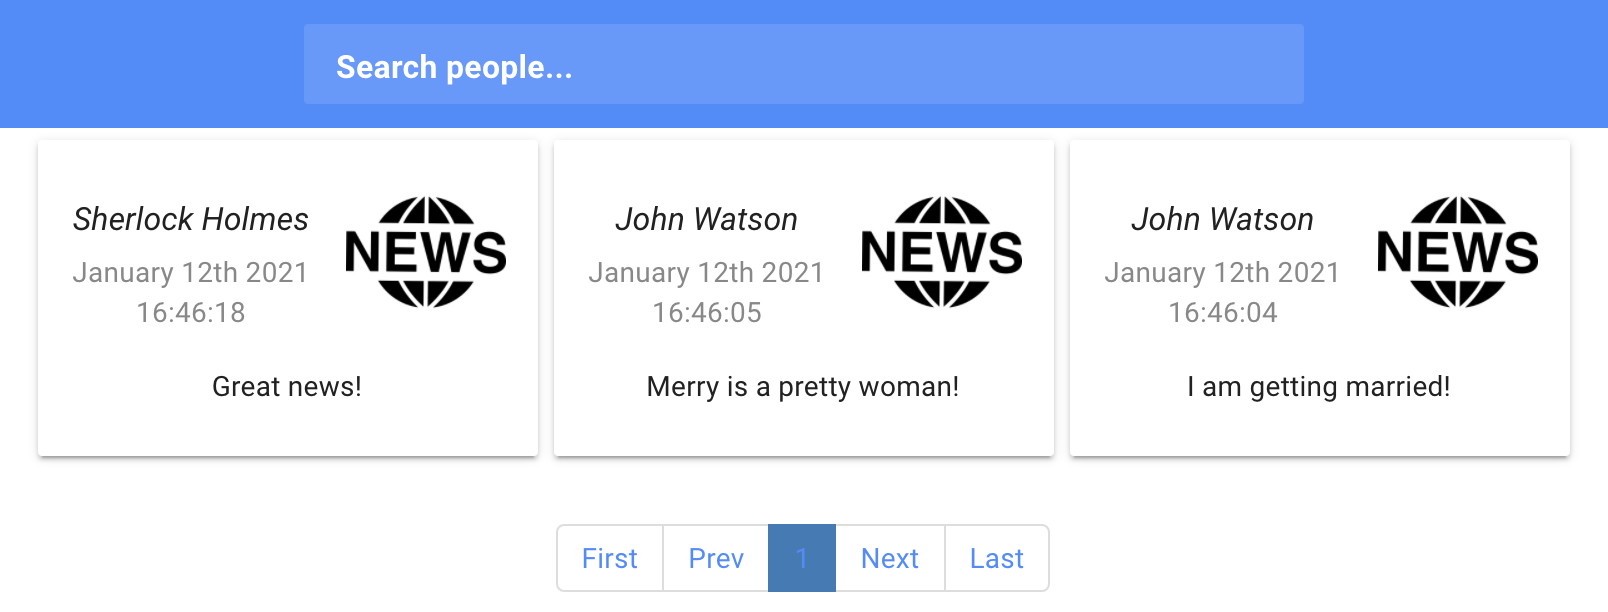 Search people...
Sherlock Holmes
January 12th 2021
16:46:18
NEWS
Great news!
John Watson
January 12th 2021
16:46:05
NEWS
Merry is a pretty woman!
John Watson
January 12th 2021
16:46:04
NEWS
I am getting married!
First Prev 1 Next Last